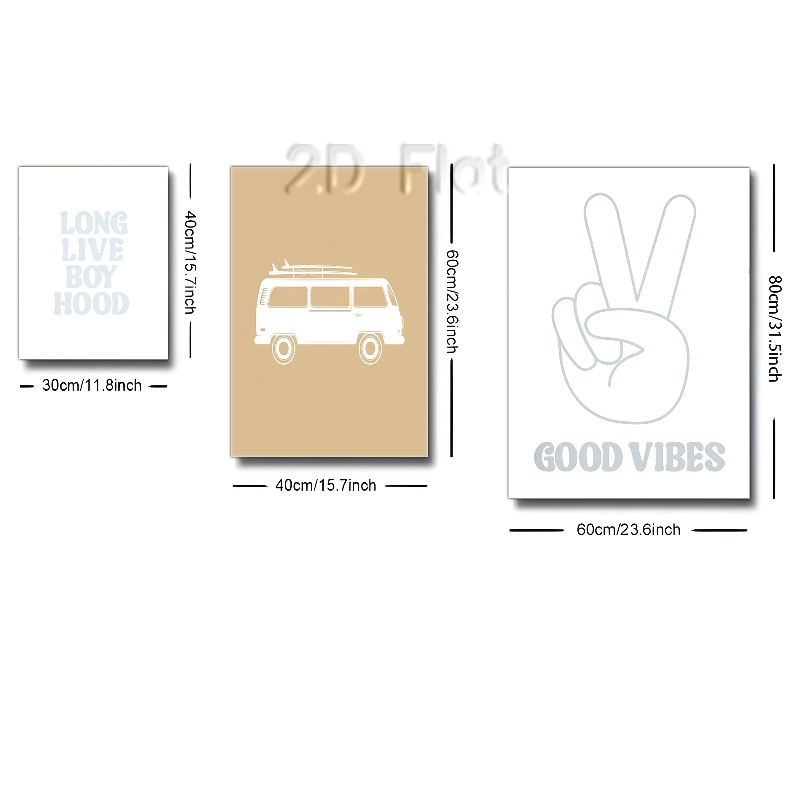 2D Flat
LONG
LIVE
BOY
HOOD
40cm/15.7inch
30cm/11.8inch
60cm/23.6inch
40cm/15.7inch
GOOD VIBES
80cm/31.5inch
60cm/23.6inch